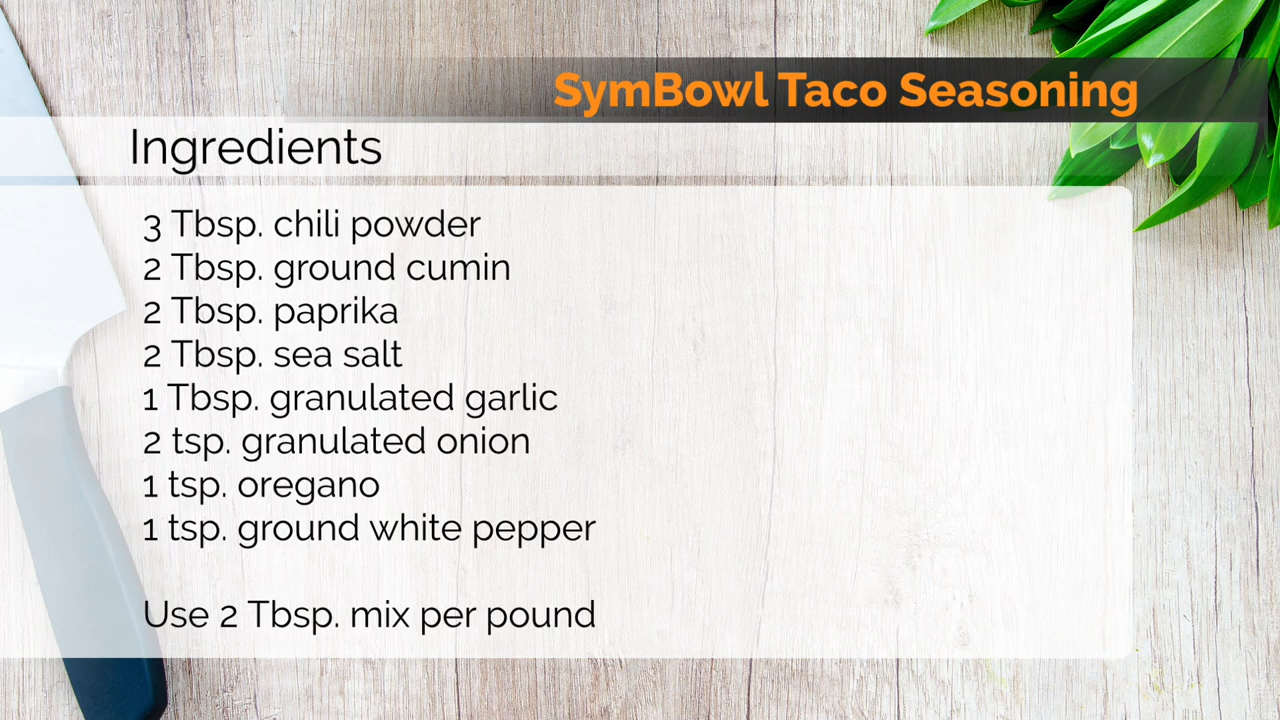 SymBowl Taco Seasoning
Ingredients
3 Tbsp. chili powder
2 Tbsp. ground cumin
2 Tbsp. paprika
2 Tbsp. sea salt
1 Tbsp. granulated garlic
2 tsp. granulated onion
1 tsp. oregano
1 tsp. ground white pepper
Use 2 Tbsp. mix per pound